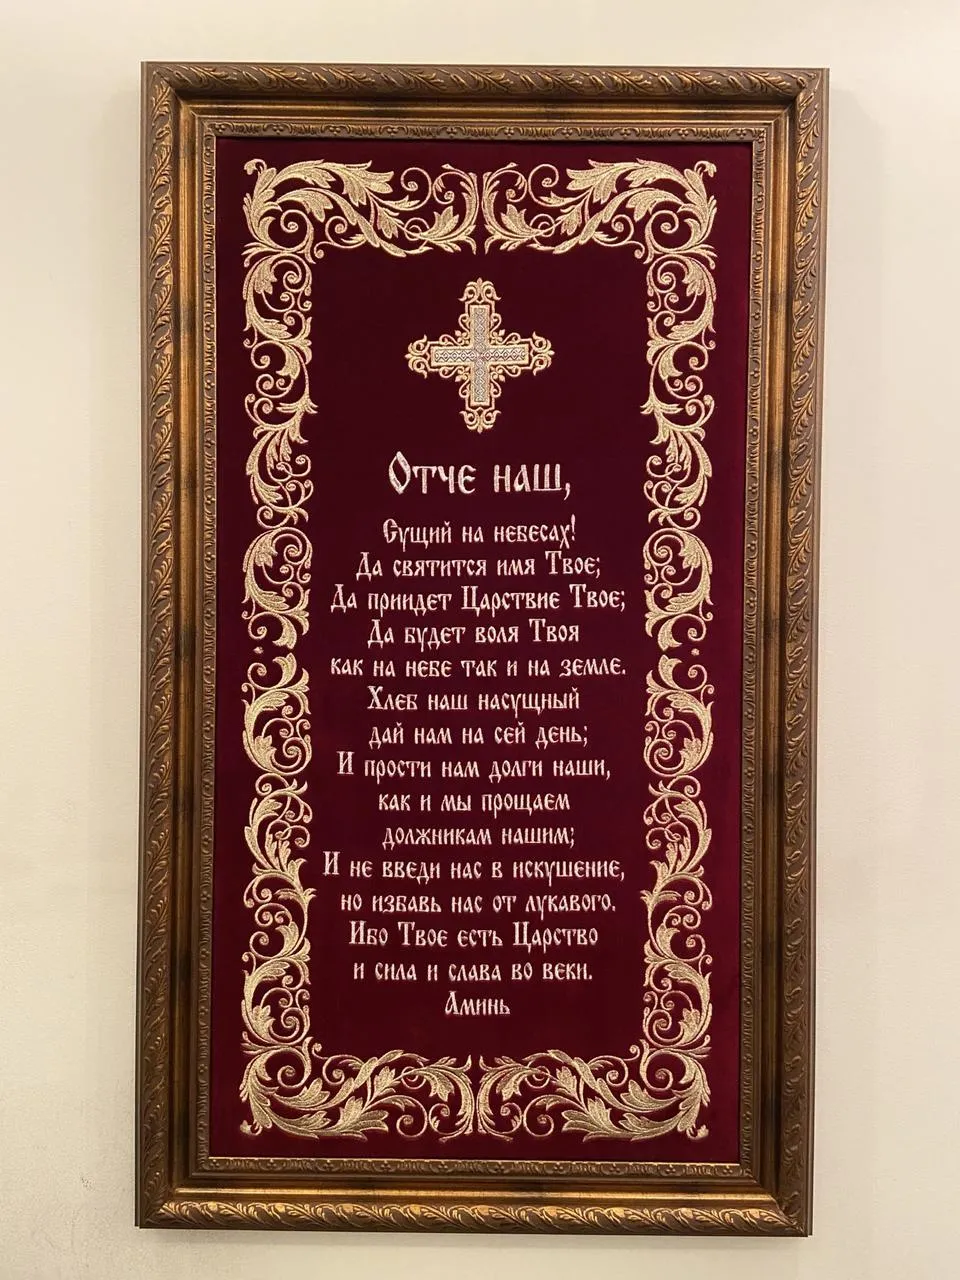 Отче наш,
Сущий на небесах!
Да святится имя Твое;
Да приидет Царствие Твое;
Да будет воля Твоя
как на небе так и на земле.
Хлеб наш насущный
дай нам на сей день;
И прости нам долги наши,
как и мы прощаем
должникам нашим;
И не введи нас в искушение,
но избавь нас от лукавого.
Ибо Твое есть Царство
и сила и слава во веки.
Аминь